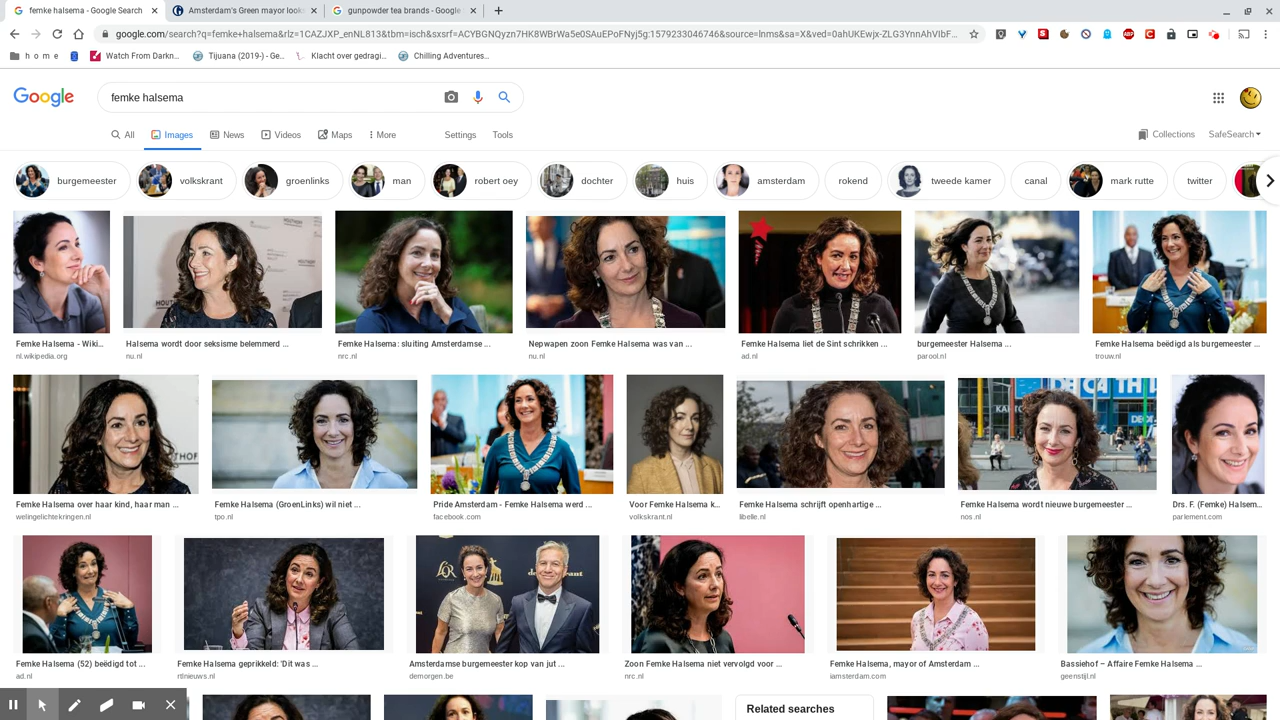 femke halsema - Google Search
Amsterdam's Green mayor looks
gunpowder tea brands - Google
google.com/search?q=femke+halsema&rlz=1CAZJXP_enNL813&tbm=isch&sxsrf=ACYBGNQyzn7HK8WBrWa5e0SAuEPoFNyj5g:1579233046746&source=lnms&sa=X&ved=0ahUKEwjx-ZLG3YnnAhVIbF...
h o m e
Watch From Darkn...
Tijuana (2019-) - Ge...
Klacht over gedragi...
Chilling Adventures...
Google
femke halsema
All Images News Videos Maps More Settings Tools
Collections SafeSearch
burgemeester volkskrant groenlinks man robert oey dochter huis amsterdam rokend tweede kamer canal mark rutte twitter
Femke Halsema - Wiki...
nl.wikipedia.org
Halsema wordt door seksisme belemmerd ...
nu.nl
Femke Halsema: sluiting Amsterdamse ...
nrc.nl
Nepwapen zoon Femke Halsema was van ...
nu.nl
Femke Halsema liet de Sint schrikken ...
ad.nl
burgemeester Halsema ...
parool.nl
Femke Halsema beëdigd als burgemeester ...
trouw.nl
Femke Halsema over haar kind, haar man ...
welingelichtekringen.nl
Femke Halsema (GroenLinks) wil niet ...
tpo.nl
Pride Amsterdam - Femke Halsema werd ...
facebook.com
Voor Femke Halsema k...
volkskrant.nl
Femke Halsema schrijft openhartige ...
libelle.nl
Femke Halsema wordt nieuwe burgemeester ...
nos.nl
Drs. F. (Femke) Halsem...
parlement.com
Femke Halsema (52) beëdigd tot ...
ad.nl
Femke Halsema geprikkeld: 'Dit was ...
rtlnieuws.nl
Amsterdamse burgemeester kop van jut ...
demorgen.be
Zoon Femke Halsema niet vervolgd voor ...
nrc.nl
Femke Halsema, mayor of Amsterdam ...
iamsterdam.com
Bassiehof – Affaire Femke Halsema ...
geenstijl.nl
Related searches